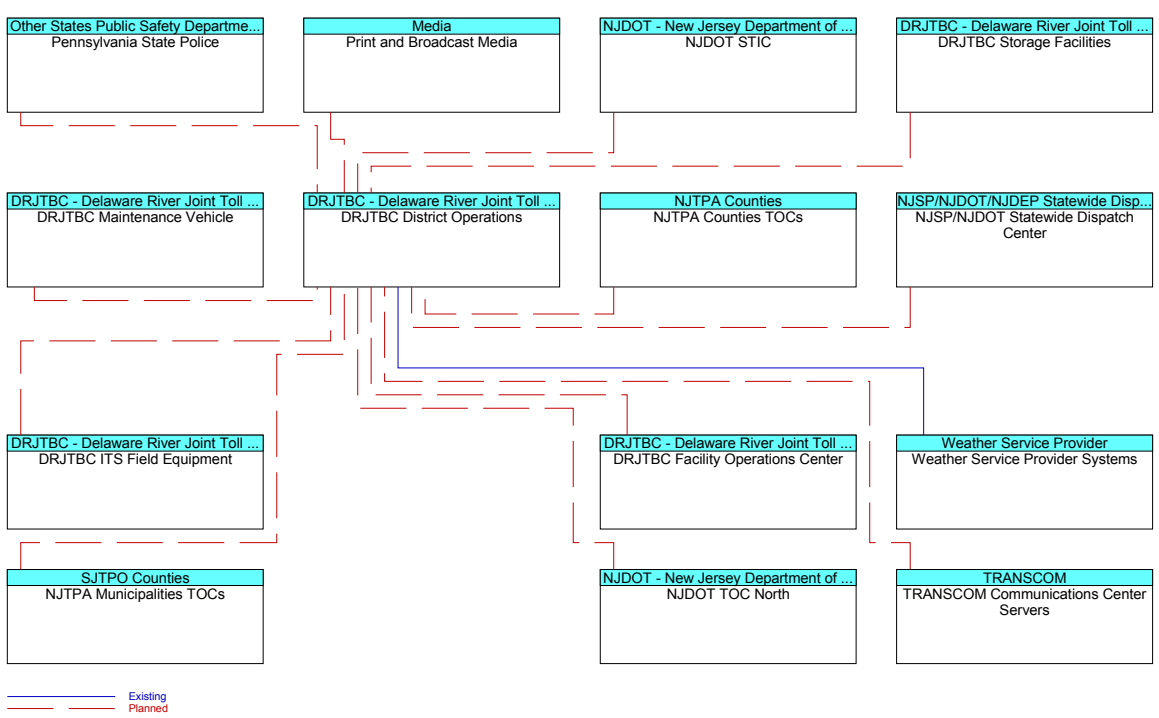 Other States Public Safety Departme...
Pennsylvania State Police
Media
Print and Broadcast Media
NJDOT - New Jersey Department of ...
NJDOT STIC
DRJTBC - Delaware River Joint Toll ...
DRJTBC Storage Facilities
DRJTBC - Delaware River Joint Toll ...
DRJTBC Maintenance Vehicle
DRJTBC - Delaware River Joint Toll ...
DRJTBC District Operations
NJTPA Counties
NJTPA Counties TOCs
NJSP/NJDOT/NJDEP Statewide Disp...
NJSP/NJDOT Statewide Dispatch
Center
DRJTBC - Delaware River Joint Toll ...
DRJTBC ITS Field Equipment
DRJTBC - Delaware River Joint Toll ...
DRJTBC Facility Operations Center
Weather Service Provider
Weather Service Provider Systems
SJTPO Counties
NJTPA Municipalities TOCs
NJDOT - New Jersey Department of ...
NJDOT TOC North
TRANSCOM
TRANSCOM Communications Center
Servers
Existing
Planned